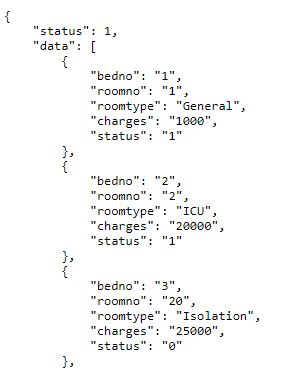 {
    "status": 1,
    "data": [
        {
            "bedno": "1",
            "roomno": "1",
            "roomtype": "General",
            "charges": "1000",
            "status": "1"
        },
        {
            "bedno": "2",
            "roomno": "2",
            "roomtype": "ICU",
            "charges": "20000",
            "status": "1"
        },
        {
            "bedno": "3",
            "roomno": "20",
            "roomtype": "Isolation",
            "charges": "25000",
            "status": "0"
        },